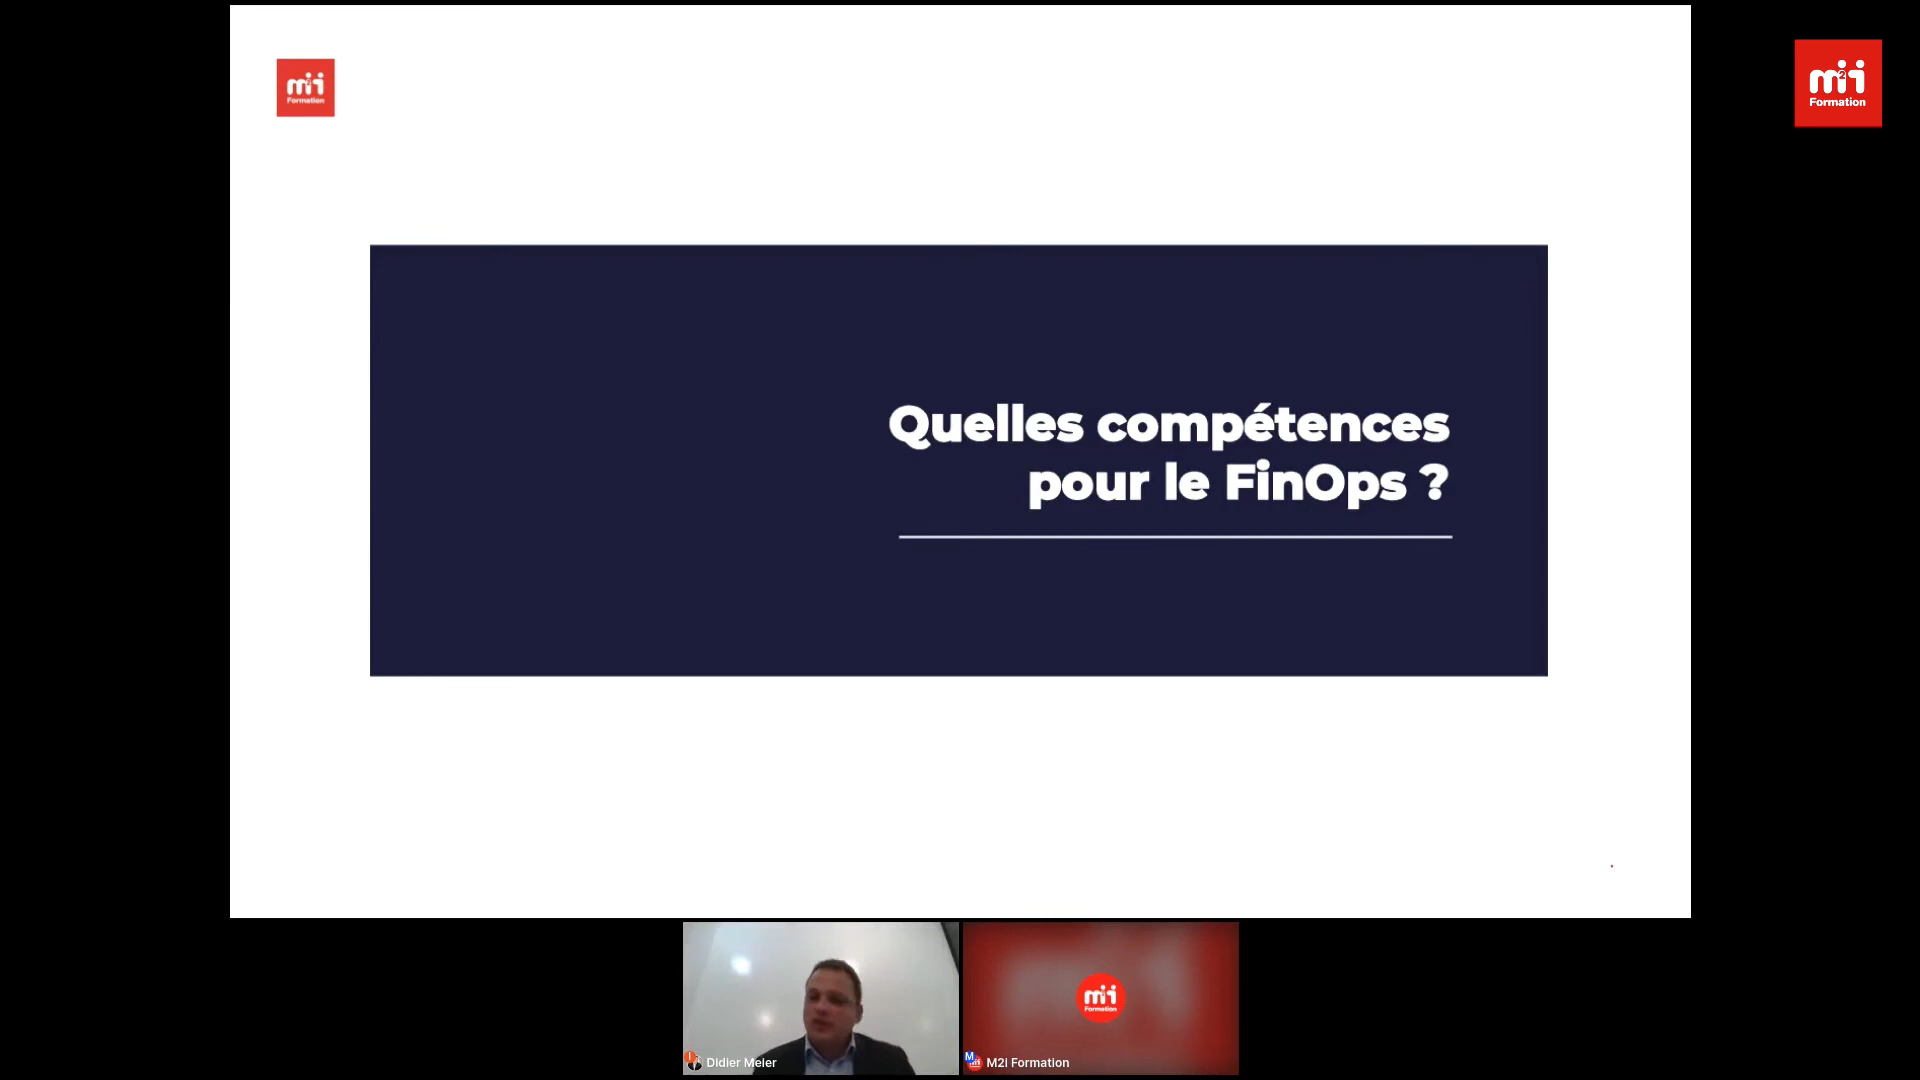 m2i
Formation
m2i
Formation
Quelles compétences
pour le FinOps ?
m2i
Formation
Didier Meier
M2i Formation